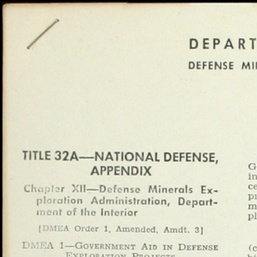 DEPART
DEFENSE MI
TITLE 32A—NATIONAL DEFENSE,
APPENDIX
Chapter XII—Defense Minerals Ex-
ploration Administration, Depart-
ment of the Interior
[DMEA Order 1, Amended, Amdt. 3]
DMEA 1—GOVERNMENT AID IN DEFENSE
EXPLORATION PROJECTS